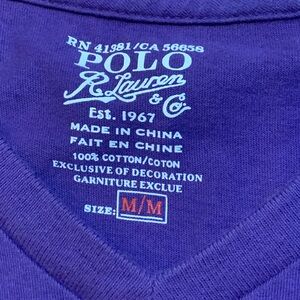 RN 41381/CA 56658
POLO
R. Lauren
& Co.
Est. 1967
MADE IN CHINA
FAIT EN CHINE
100% COTTON/COTON
EXCLUSIVE OF DECORATION
GARNITURE EXCLUE
SIZE: M/M